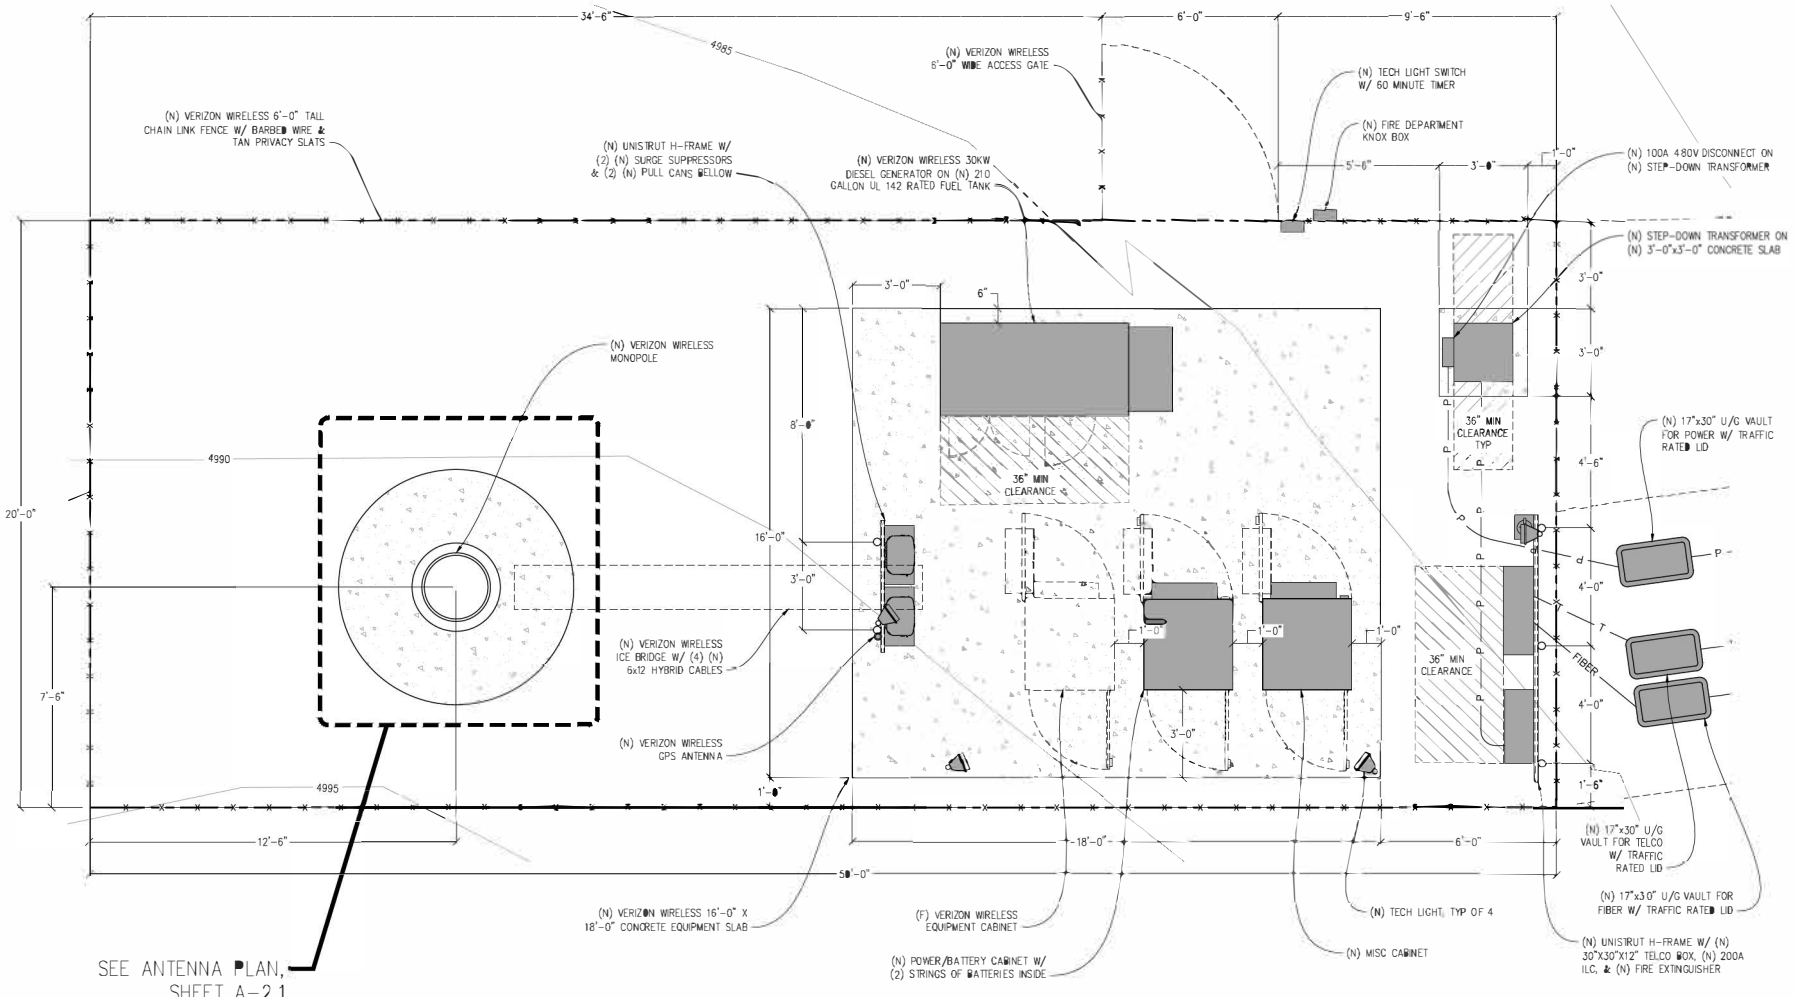 34'-6"
6'-0"
9'-6"
4985
(N) VERIZON WIRELESS
6'-0" WIDE ACCESS GATE
(N) TECH LIGHT SWITCH
W/ 60 MINUTE TIMER
(N) VERIZON WIRELESS 6'-0" TALL
CHAIN LINK FENCE W/ BARBED WIRE &
TAN PRIVACY SLATS
(N) FIRE DEPARTMENT
KNOX BOX
(N) UNISTRUT H-FRAME W/
(2) (N) SURGE SUPPRESSORS
& (2) (N) PULL CANS BELLOW
(N) VERIZON WIRELESS 30KW
DIESEL GENERATOR ON (N) 210
GALLON UL 142 RATED FUEL TANK
5'-6"
3'-0"
1'-0"
(N) 100A 480V DISCONNECT ON
(N) STEP-DOWN TRANSFORMER
(N) STEP-DOWN TRANSFORMER ON
(N) 3'-0"x3'-0" CONCRETE SLAB
3'-0"
3'-0"
6"
(N) VERIZON WIRELESS
MONOPOLE
3'-0"
8'-0"
36" MIN
CLEARANCE
TYP
(N) 17"x30" U/G VAULT
FOR POWER W/ TRAFFIC
RATED LID
4990
4'-6"
36" MIN
CLEARANCE
20'-0"
16'-0"
P
P
P
P
P
P
P
P
P
P
P
3'-0"
4'-0"
T
T
1'-0"
1'-0"
1'-0"
(N) VERIZON WIRELESS
ICE BRIDGE W/ (4) (N)
6x12 HYBRID CABLES
36" MIN
CLEARANCE
FIBER
7'-6"
4'-0"
3'-0"
(N) VERIZON WIRELESS
GPS ANTENNA
4995
1'-0"
1'-6"
12'-6"
18'-0"
6'-0"
(N) 17"x30" U/G
VAULT FOR TELCO
W/ TRAFFIC
RATED LID
50'-0"
(N) 17"x30" U/G VAULT FOR
FIBER W/ TRAFFIC RATED LID
(N) VERIZON WIRELESS 16'-0" X
18'-0" CONCRETE EQUIPMENT SLAB
(F) VERIZON WIRELESS
EQUIPMENT CABINET
(N) TECH LIGHT, TYP OF 4
(N) MISC CABINET
(N) UNISTRUT H-FRAME W/ (N)
30"X30"X12" TELCO BOX, (N) 200A
ILC, & (N) FIRE EXTINGUISHER
(N) POWER/BATTERY CABINET W/
(2) STRINGS OF BATTERIES INSIDE
SEE ANTENNA PLAN,
SHEET A-2.1